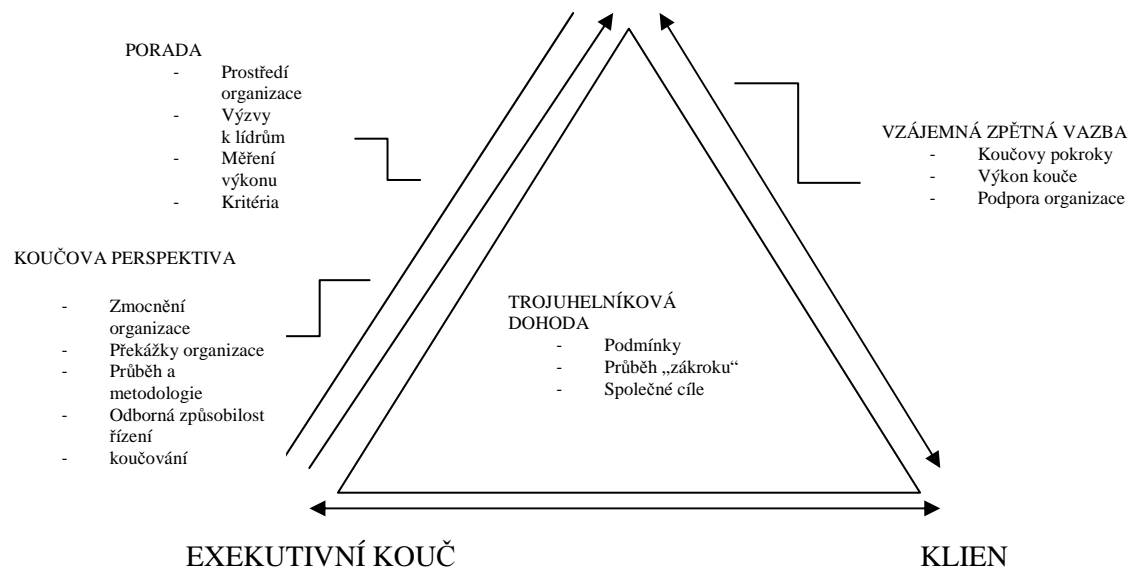 PORADA
- Prostředí
organizace
- Výzvy
k lídrům
- Měření
výkonu
- Kritéria
VZÁJEMNÁ ZPĚTNÁ VAZBA
- Koučovy pokroky
- Výkon kouče
- Podpora organizace
KOUČOVA PERSPEKTIVA
- Zmocnění
organizace
- Překážky organizace
- Průběh a
metodologie
- Odborná způsobilost
řízení
- koučování
TROJUHELNÍKOVÁ
DOHODA
- Podmínky
- Průběh „zákroku“
- Společné cíle
EXEKUTIVNÍ KOUČ
KLIEN